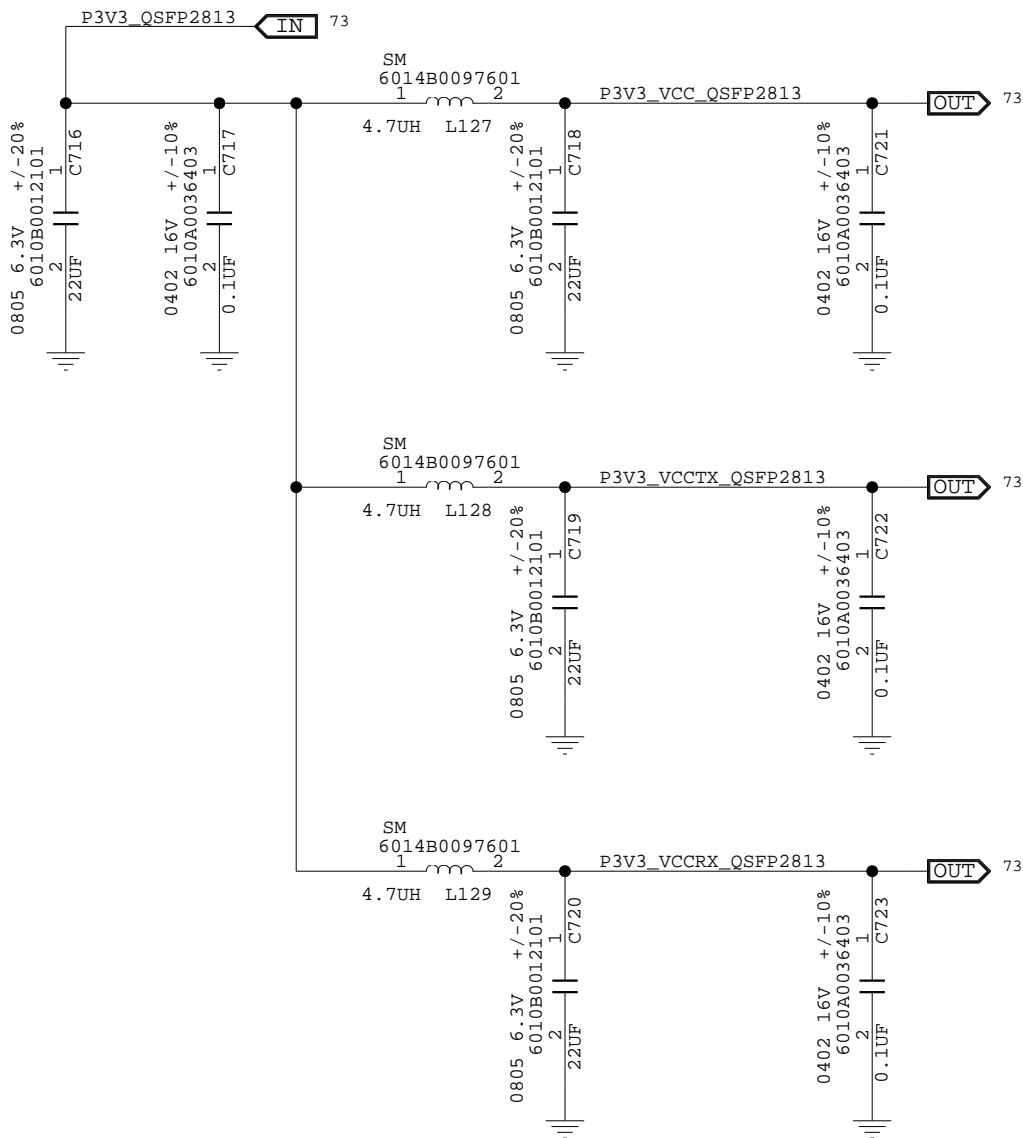 P3V3_QSFP2813
IN
73
SM
6014B0097601
1
2
4.7UH
L127
P3V3_VCC_QSFP2813
OUT
73
0805 6.3V +/-20%
6010B0012101
1
C716
2
22UF
0402 16V +/-10%
6010A0036403
1
C717
2
0.1UF
0805 6.3V +/-20%
6010B0012101
1
C718
2
22UF
0402 16V +/-10%
6010A0036403
1
C721
2
0.1UF
SM
6014B0097601
1
2
4.7UH
L128
P3V3_VCCTX_QSFP2813
OUT
73
0805 6.3V +/-20%
6010B0012101
1
C719
2
22UF
0402 16V +/-10%
6010A0036403
1
C722
2
0.1UF
SM
6014B0097601
1
2
4.7UH
L129
P3V3_VCCRX_QSFP2813
OUT
73
0805 6.3V +/-20%
6010B0012101
1
C720
2
22UF
0402 16V +/-10%
6010A0036403
1
C723
2
0.1UF